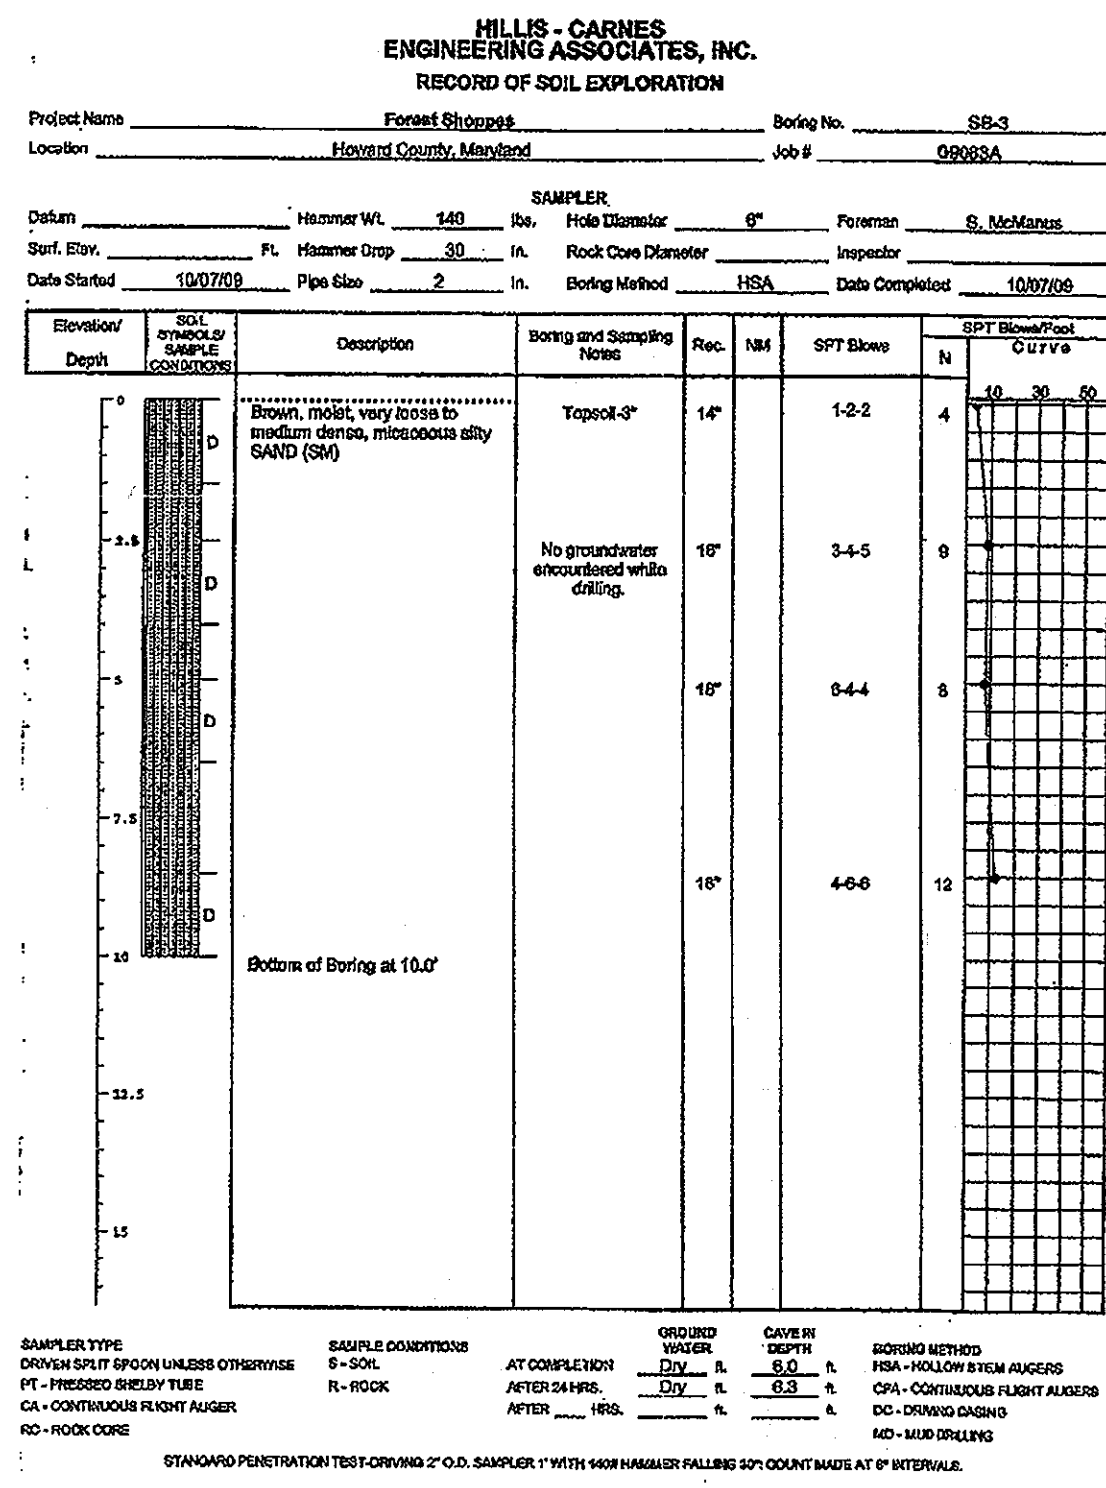 HILLIS - CARNES
ENGINEERING ASSOCIATES, INC.
RECORD OF SOIL EXPLORATION
Project Name Forest Shoppes Boring No. SB-3
Location Howard County, Maryland Job # 09083A
SAMPLER
Datum Hammer Wt. 140 lbs. Hole Diameter 6" Foreman S. McManus
Surf. Elev. Ft. Hammer Drop 30 in. Rock Core Diameter Inspector
Date Started 10/07/09 Pipe Size 2 in. Boring Method HSA Date Completed 10/07/09
Elevation/ Depth SOIL SYMBOLS/ SAMPLE CONDITIONS Description Boring and Sampling Notes Rec. NM SPT Blows N SPT Blows/Foot Curve
10 30 50
0 Brown, moist, very loose to Topsoil-3" 14" 1-2-2 4
medium dense, micaceous silty D
SAND (SM)
2.5 No groundwater 18" 3-4-5 9
encountered while
drilling.
D
5 18" 8
D
7.5
18" 4-6-6 12
D
10 Bottom of Boring at 10.0'
12.5
15
GROUND WATER CAVE IN DEPTH
SAMPLER TYPE SAMPLE CONDITIONS BORING METHOD
DRIVEN SPLIT SPOON UNLESS OTHERWISE S - SOIL AT COMPLETION Dry ft. 6.0 ft. HSA - HOLLOW STEM AUGERS
PT - PRESSED SHELBY TUBE R - ROCK AFTER 24 HRS. Dry ft. 6.3 ft. CFA - CONTINUOUS FLIGHT AUGERS
CA - CONTINUOUS FLIGHT AUGER AFTER ____ HRS. ft. ft. DC - DRIVING CASING
RC - ROCK CORE MD - MUD DRILLING
STANDARD PENETRATION TEST-DRIVING 2" O.D. SAMPLER 1' WITH 140# HAMMER FALLING 30": COUNT MADE AT 6" INTERVALS.